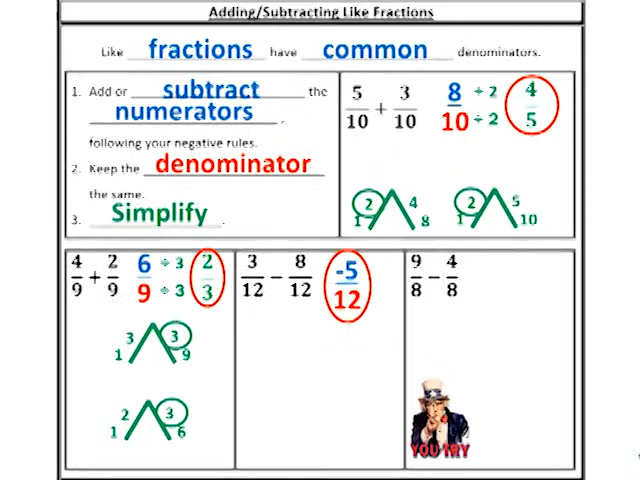 Adding/Subtracting Like Fractions
Like fractions have common denominators.
1. Add or subtract the
numerators ,
following your negative rules.
2. Keep the denominator
the same.
3. Simplify.
5/10 + 3/10 8/10 ÷ 2 ÷ 2 4/5
2 4 2 5
1 8 1 10
4/9 + 2/9 6/9 ÷ 3 ÷ 3 2/3
3 3
1 9
2 3
1 6
3/12 − 8/12 -5/12
9/8 − 4/8
YOU TRY